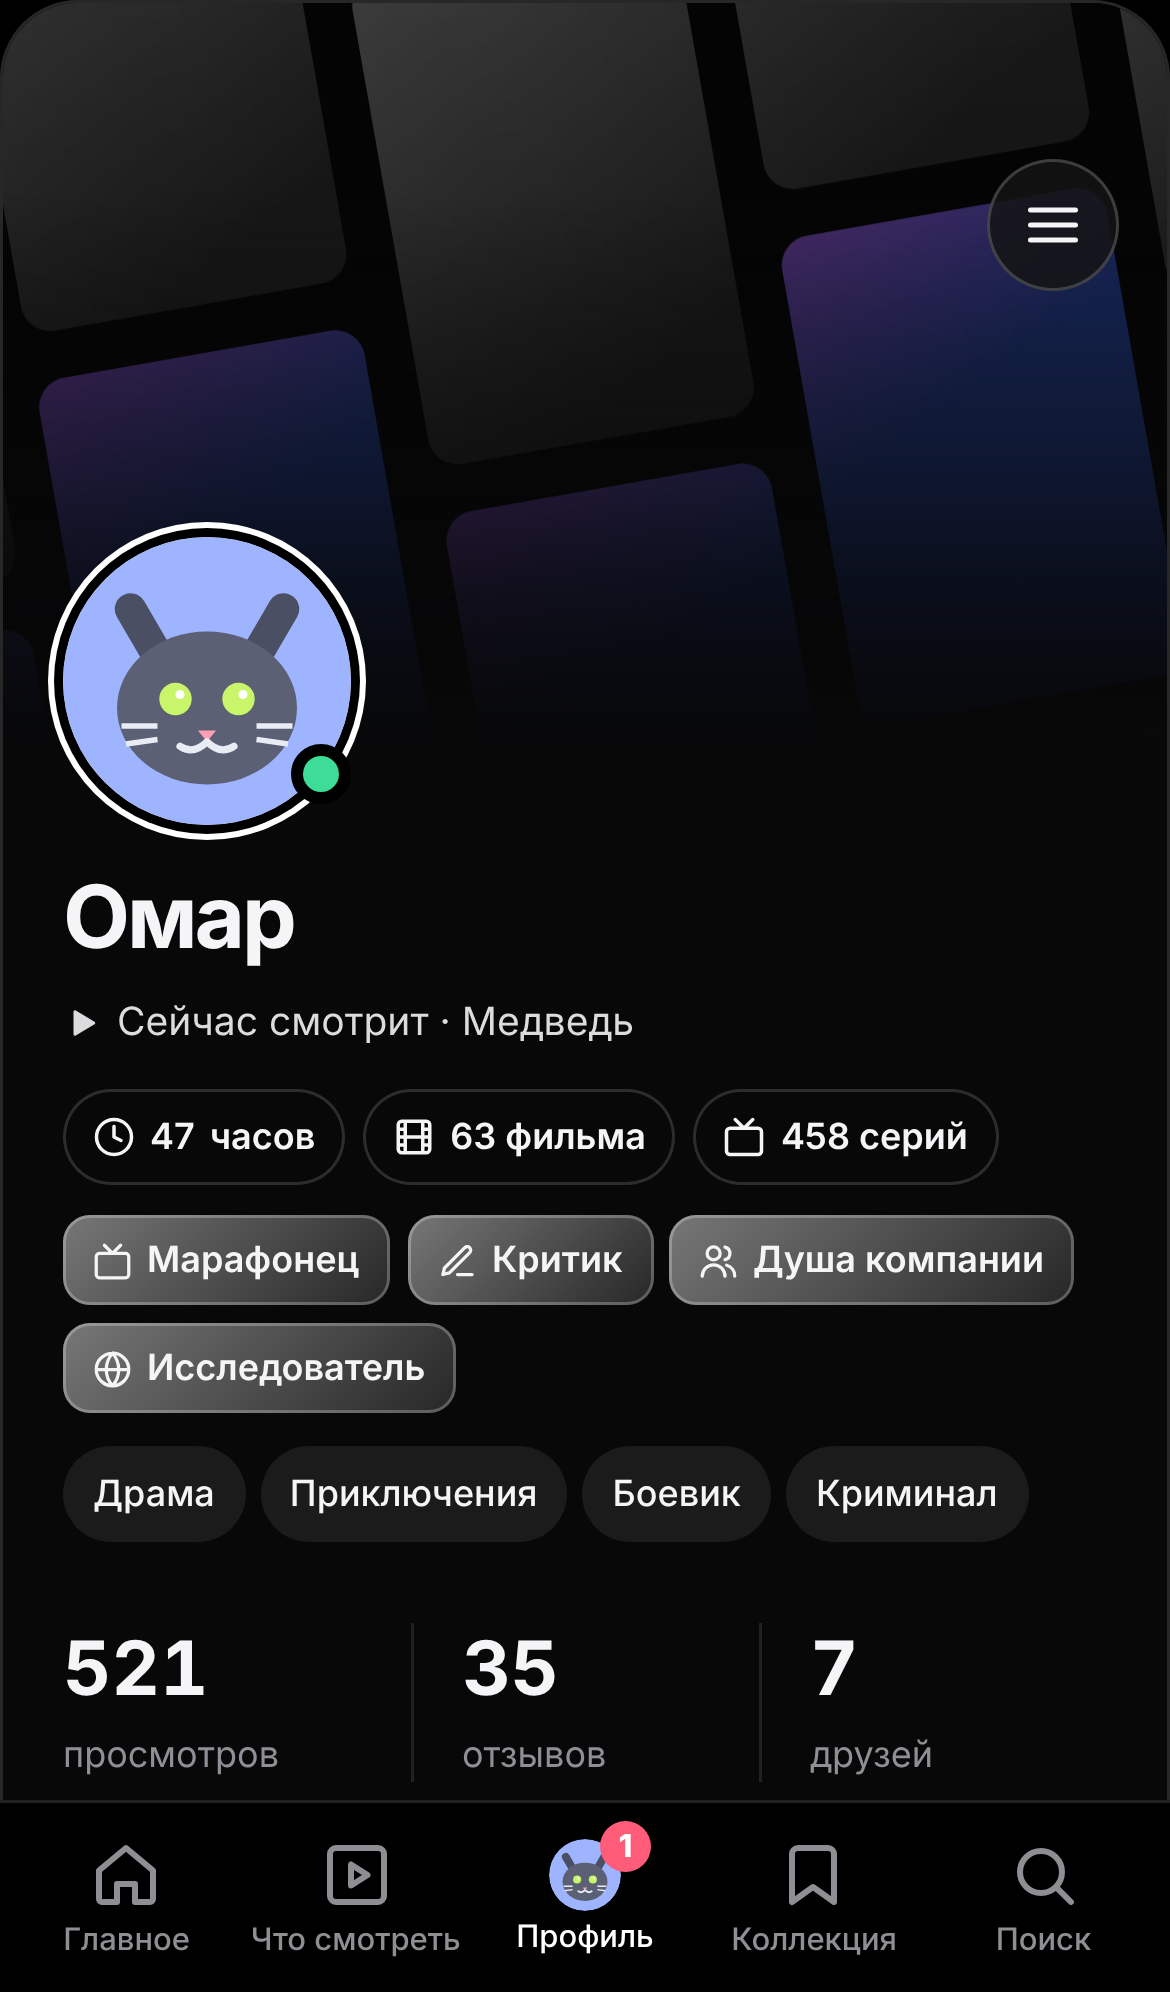 Омар
Сейчас смотрит · Медведь
47 часов 63 фильма 458 серий
Марафонец Критик Душа компании
Исследователь
Драма Приключения Боевик Криминал
521 35 7
просмотров отзывов друзей
1
Главное Что смотреть Профиль Коллекция Поиск